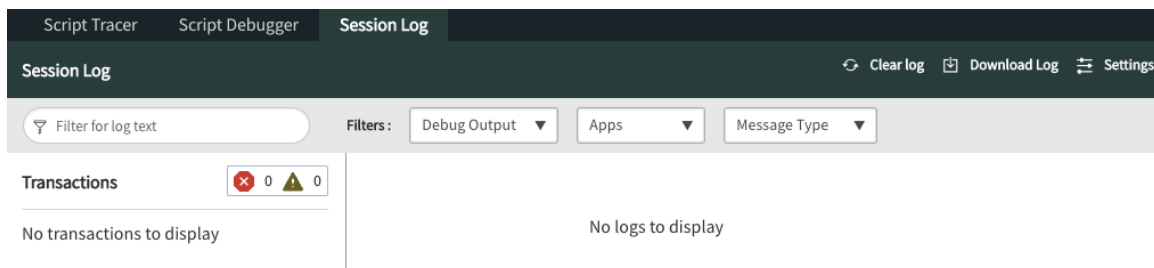 Script Tracer Script Debugger Session Log
Session Log Clear log Download Log Settings
Filter for log text Filters : Debug Output Apps Message Type
Transactions 0 0
No transactions to display
No logs to display